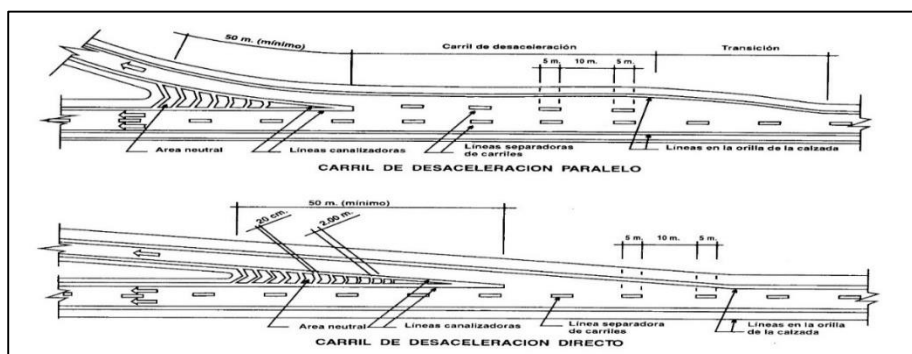 50 m. (mínimo)
Carril de desaceleración
Transición
5 m. 10 m. 5 m.
Area neutral
Líneas canalizadoras
Líneas separadoras
de carriles
Líneas en la orilla de la calzada
CARRIL DE DESACELERACION PARALELO
50 m. (mínimo)
20 cm.
2.00 m.
5 m. 10 m. 5 m.
Area neutral
Líneas canalizadoras
Línea separadora
de carriles
Líneas en la orilla
de la calzada
CARRIL DE DESACELERACION DIRECTO